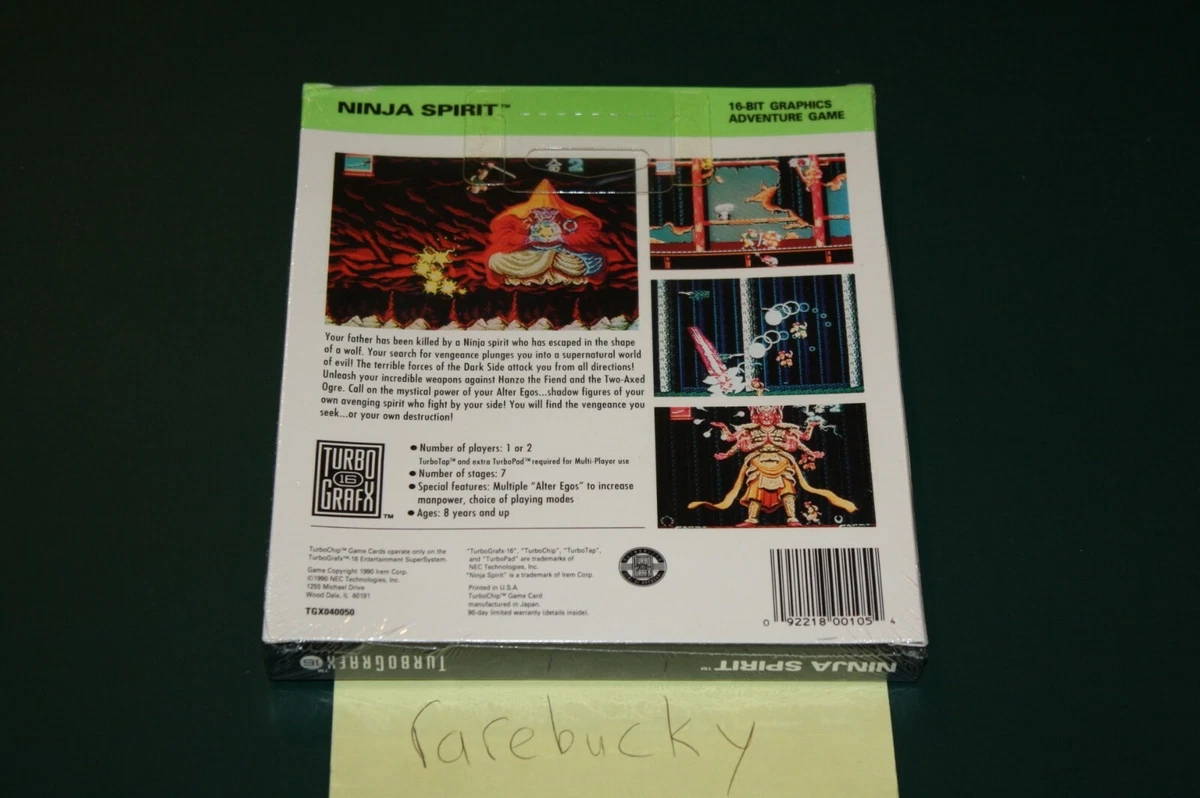 NINJA SPIRIT™
16-BIT GRAPHICS
ADVENTURE GAME
2
Your father has been killed by a Ninja spirit who has escaped in the shape
of a wolf. Your search for vengeance plunges you into a supernatural world
of evil! The terrible forces of the Dark Side attack you from all directions!
Unleash your incredible weapons against Hanzo the Fiend and the Two-Axed
Ogre. Call on the mystical power of your Alter Egos...shadow figures of your
own avenging spirit who fight by your side! You will find the vengeance you
seek...or your own destruction!
TURBO
16
GRAFX™
● Number of players: 1 or 2
TurboTap™ and extra TurboPad™ required for Multi-Player use
● Number of stages: 7
● Special features: Multiple "Alter Egos" to increase
manpower, choice of playing modes
● Ages: 8 years and up
TurboChip™ Game Cards operate only on the
TurboGrafx™-16 Entertainment SuperSystem.
Game Copyright 1990 Irem Corp.
©1990 NEC Technologies, Inc.
1255 Michael Drive
Wood Dale, IL 60191
TGX040050
"TurboGrafx-16", "TurboChip", "TurboTap",
and "TurboPad" are trademarks of
NEC Technologies, Inc.
"Ninja Spirit" is a trademark of Irem Corp.
Printed in U.S.A.
TurboChip™ Game Card
manufactured in Japan.
90-day limited warranty (details inside).
0 92218 00105 4
NINJA SPIRIT™
TURBOGRAFX™ 16
rarebucky